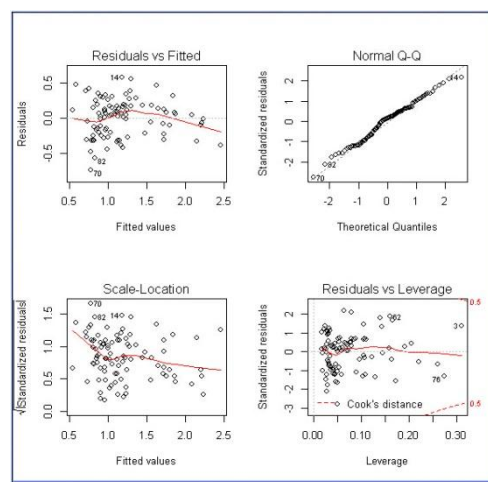 Residuals vs Fitted
Residuals
0.5
0.0
-0.5
14
82
70
0.5 1.0 1.5 2.0 2.5
Fitted values
Normal Q-Q
Standardized residuals
2
1
0
-1
-2
14
82
70
-2 -1 0 1 2
Theoretical Quantiles
Scale-Location
√Standardized residuals
1.5
1.0
0.5
0.0
70
82
14
0.5 1.0 1.5 2.0 2.5
Fitted values
Residuals vs Leverage
Standardized residuals
2
1
0
-1
-2
-3
62
3
76
0.5
0.5
Cook's distance
0.00 0.10 0.20 0.30
Leverage